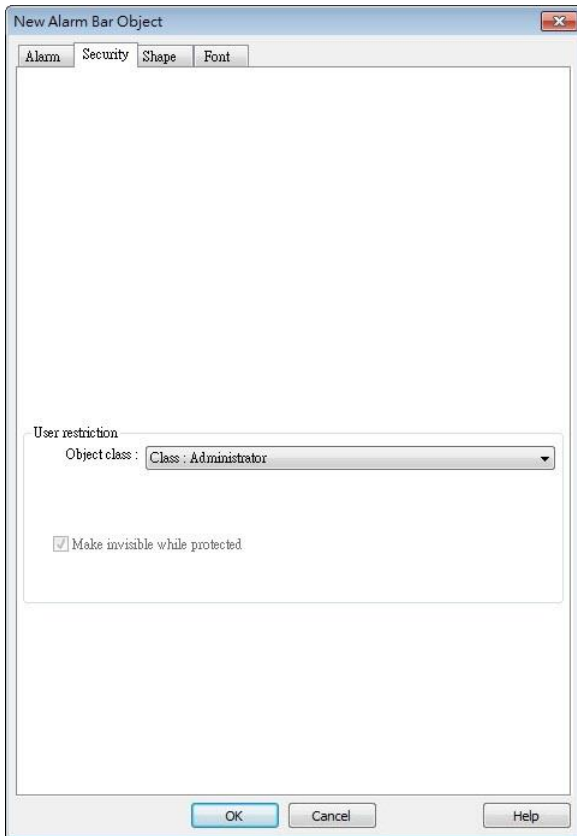 New Alarm Bar Object
Alarm Security Shape Font
User restriction
Object class : Class : Administrator
Make invisible while protected
OK Cancel Help